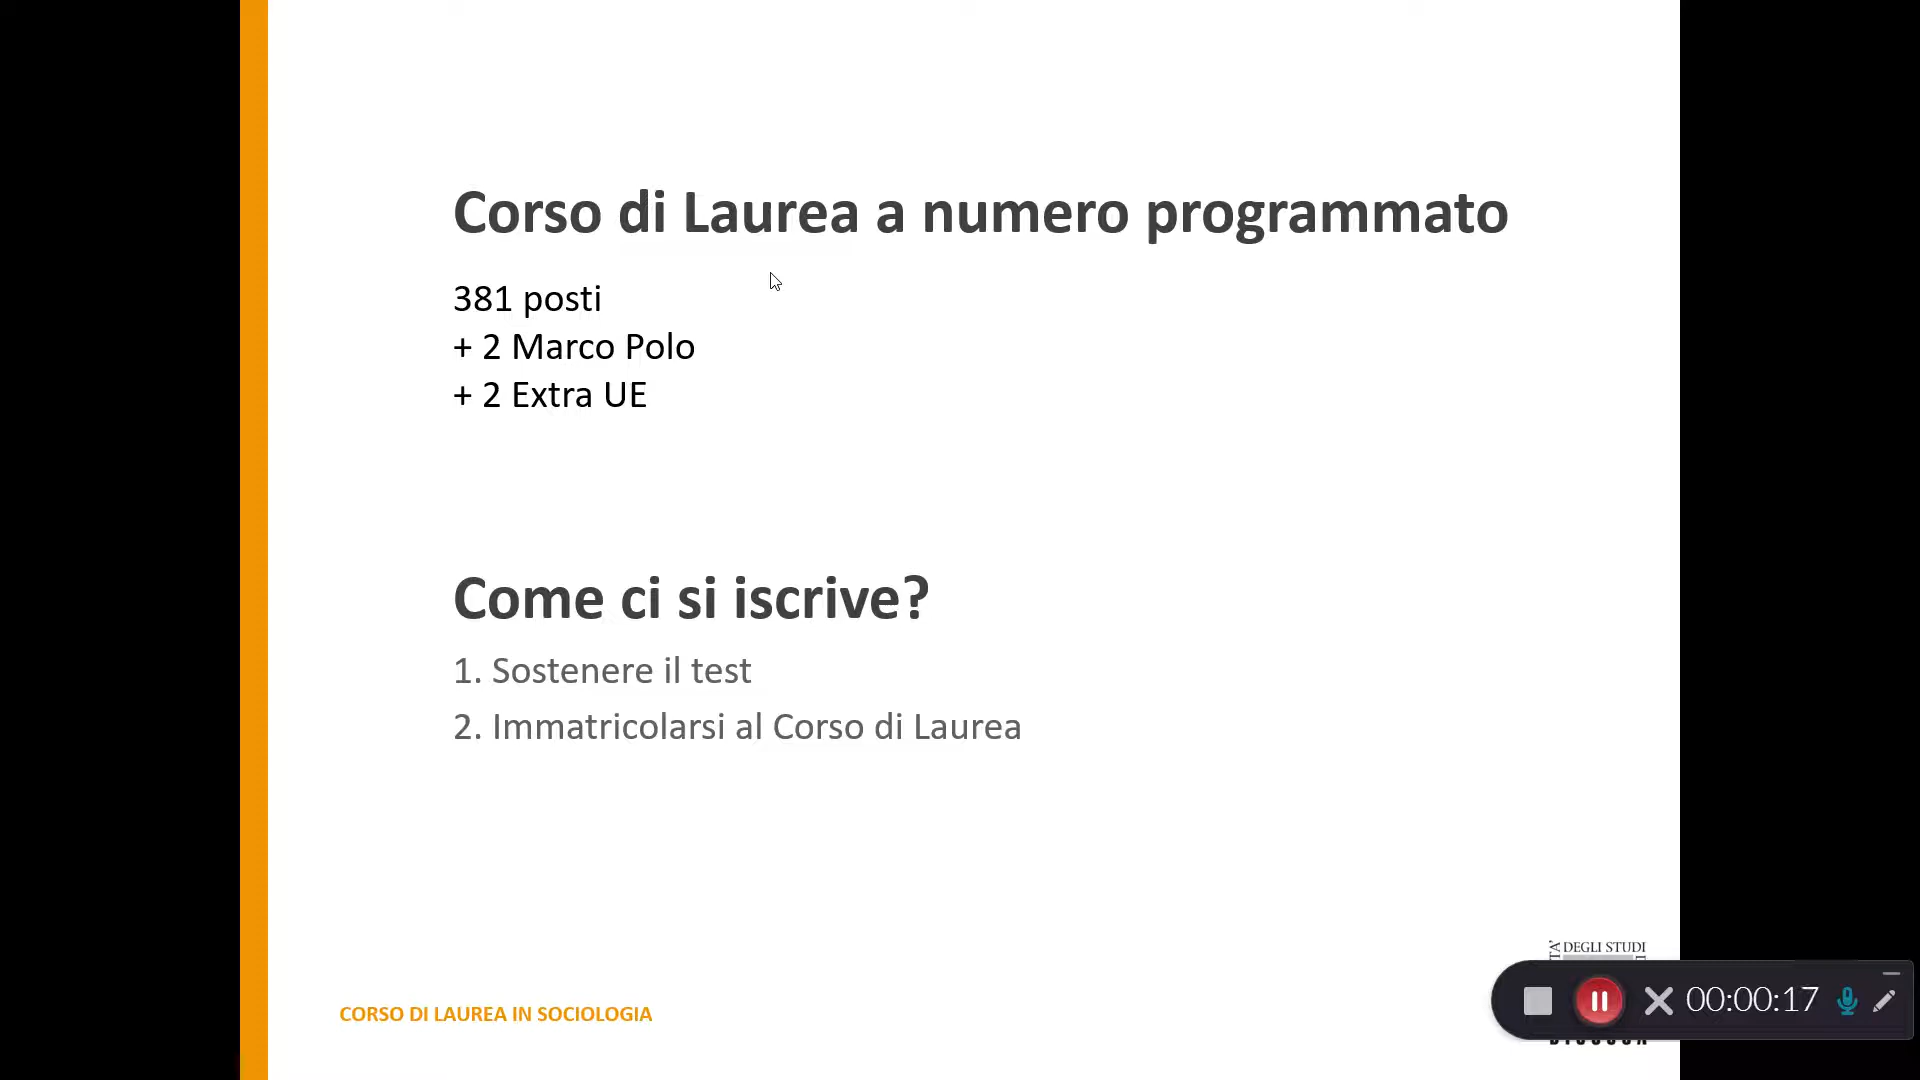 Corso di Laurea a numero programmato
381 posti
+ 2 Marco Polo
+ 2 Extra UE
Come ci si iscrive?
1. Sostenere il test
2. Immatricolarsi al Corso di Laurea
DEGLI STUDI
CORSO DI LAUREA IN SOCIOLOGIA
00:00:17